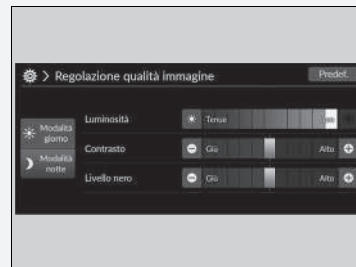 > Regolazione qualità immagine
Predef.
Modalità
giorno
Modalità
notte
Luminosità
Tenue
Contrasto
Giù
Alto
Livello nero
Giù
Alto